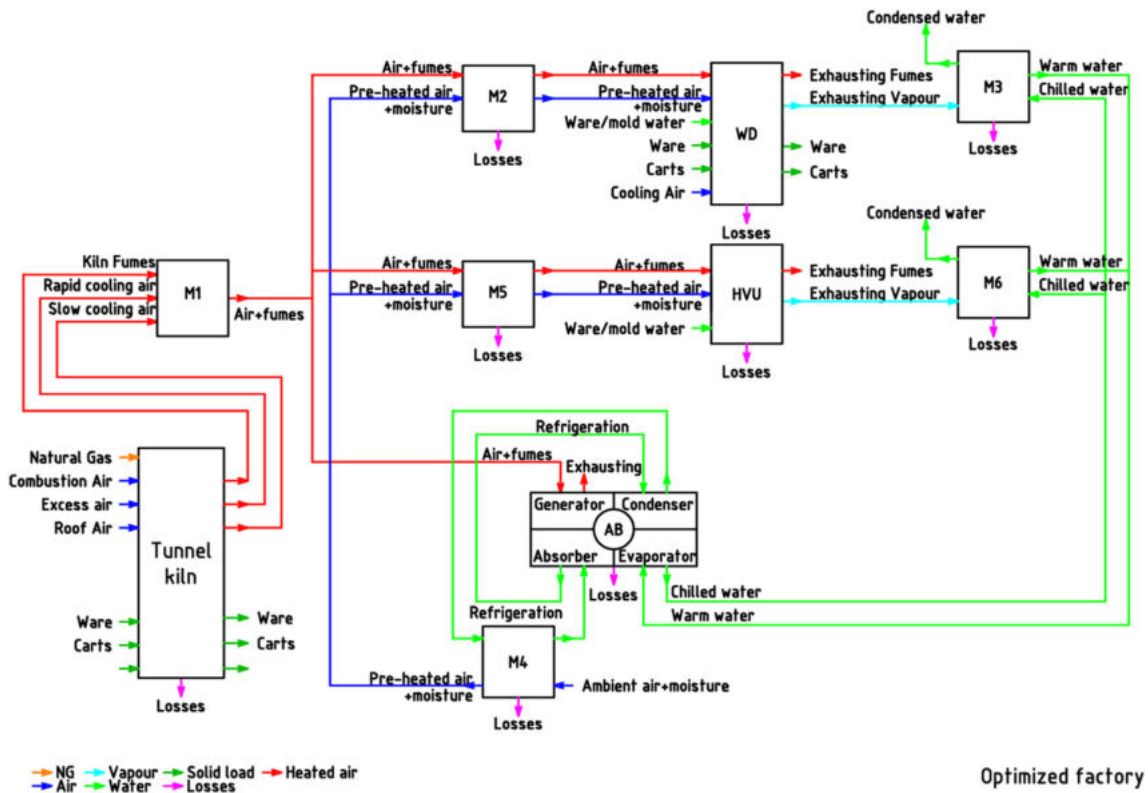 Condensed water
Air+fumes
Air+fumes
Exhausting Fumes
Warm water
M2
M3
Pre-heated air
+moisture
Pre-heated air
+moisture
Exhausting Vapour
Chilled water
Ware/mold water
WD
Losses
Ware
Ware
Losses
Carts
Carts
Cooling Air
Condensed water
Losses
Kiln Fumes
Air+fumes
Air+fumes
Exhausting Fumes
Warm water
Rapid cooling air
M1
M5
HVU
M6
Pre-heated air
+moisture
Pre-heated air
+moisture
Exhausting Vapour
Chilled water
Slow cooling air
Air+fumes
Ware/mold water
Losses
Losses
Losses
Refrigeration
Natural Gas
Air+fumes
Exhausting
Combustion Air
Excess air
Generator
Condenser
Roof Air
AB
Tunnel
kiln
Absorber
Evaporator
Losses
Chilled water
Refrigeration
Warm water
Ware
Ware
Carts
Carts
M4
Pre-heated air
+moisture
Ambient air+moisture
Losses
Losses
NG
Vapour
Solid load
Heated air
Air
Water
Losses
Optimized factory